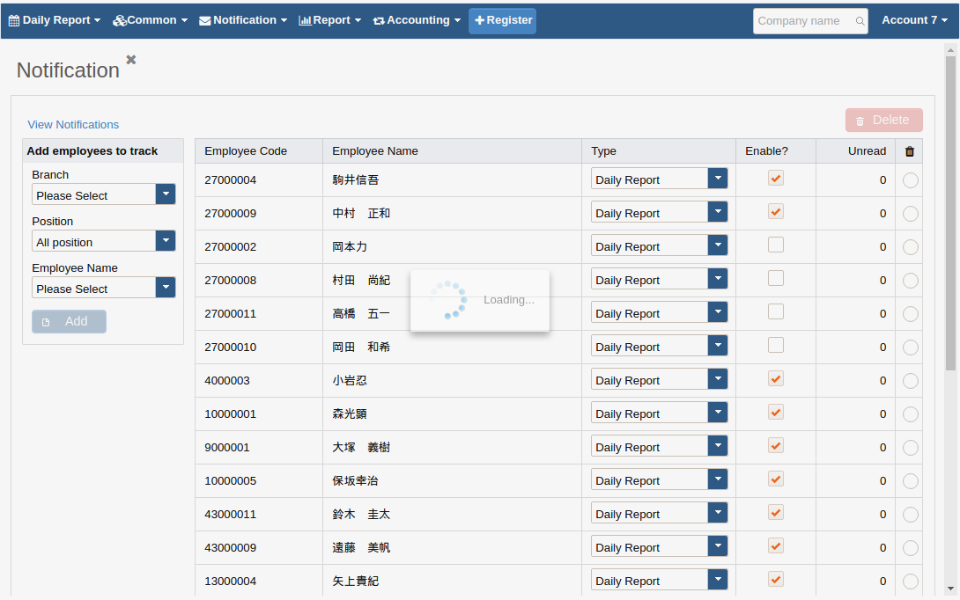 Daily Report Common Notification Report Accounting Register Company name Account 7
Notification
View Notifications Delete
Add employees to track
Branch
Please Select
Position
All position
Employee Name
Please Select
Add
Employee Code Employee Name Type Enable? Unread
27000004 駒井信吾 Daily Report 0
27000009 中村　正和 Daily Report 0
27000002 岡本力 Daily Report 0
27000008 村田　尚紀 Daily Report 0
27000011 高橋　五一 Daily Report 0
27000010 岡田　和希 Daily Report 0
4000003 小岩忍 Daily Report 0
10000001 森光顕 Daily Report 0
9000001 大塚　義樹 Daily Report 0
10000005 保坂幸治 Daily Report 0
43000011 鈴木　圭太 Daily Report 0
43000009 遠藤　美帆 Daily Report 0
13000004 矢上貴紀 Daily Report 0
Loading...